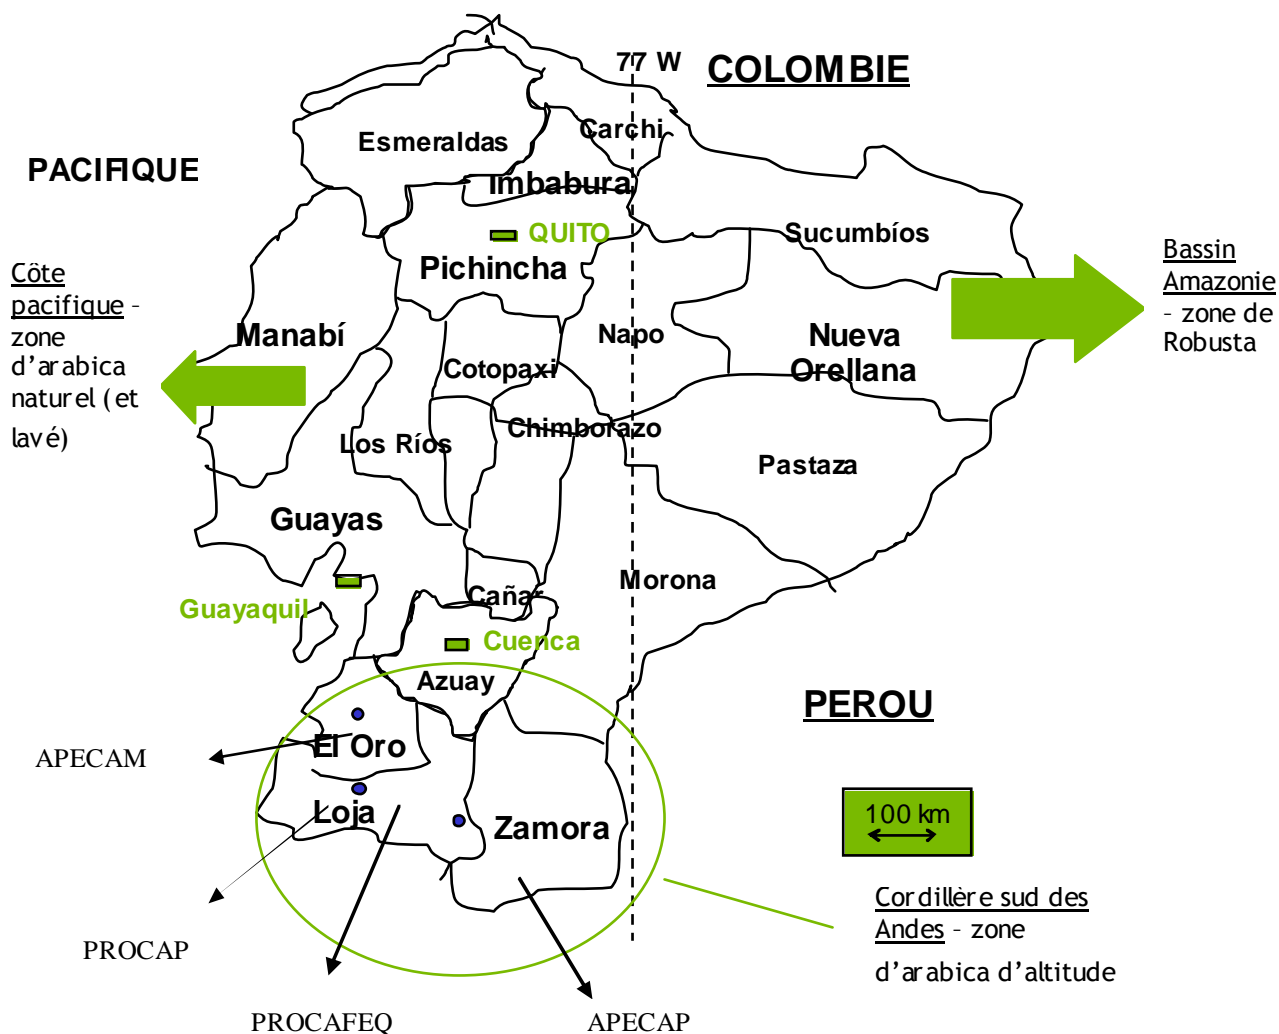 77 W
COLOMBIE
Carchi
Esmeraldas
PACIFIQUE
Imbabura
QUITO
Sucumbíos
Pichincha
Côte
pacifique -
zone
d’arabica
naturel (et
lavé)
Bassin
Amazonie
- zone de
Robusta
Manabí
Napo
Nueva
Orellana
Cotopaxi
Chimborazo
Los Ríos
Pastaza
Guayas
Morona
Cañar
Guayaquil
Cuenca
Azuay
PEROU
El Oro
APECAM
Loja
Zamora
100 km
Cordillère sud des
Andes - zone
d’arabica d’altitude
PROCAP
PROCAFEQ
APECAP